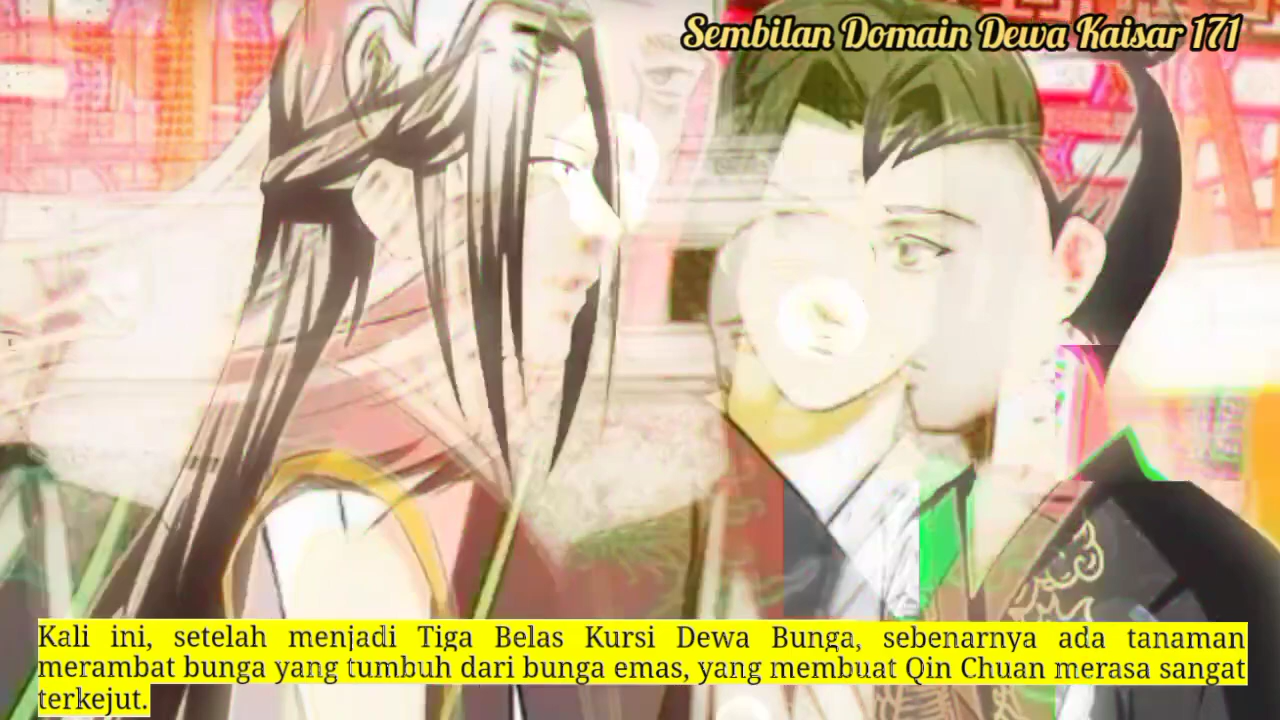 Sembilan Domain Dewa Kaisar 171
Kali ini, setelah menjadi Tiga Belas Kursi Dewa Bunga, sebenarnya ada tanaman
merambat bunga yang tumbuh dari bunga emas, yang membuat Qin Chuan merasa sangat
terkejut.